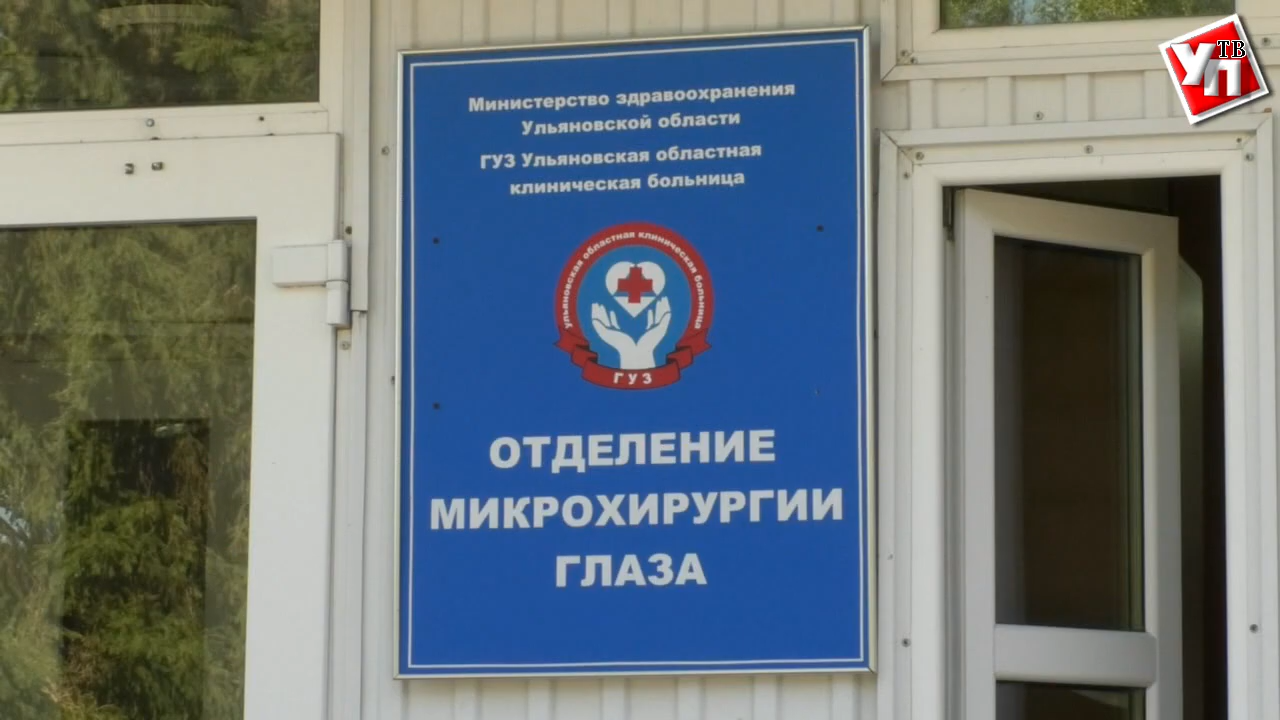 Министерство здравоохранения
Ульяновской области
ГУЗ Ульяновская областная
клиническая больница
ульяновская областная клиническая больница
ГУЗ
ОТДЕЛЕНИЕ
МИКРОХИРУРГИИ
ГЛАЗА
УП ТВ